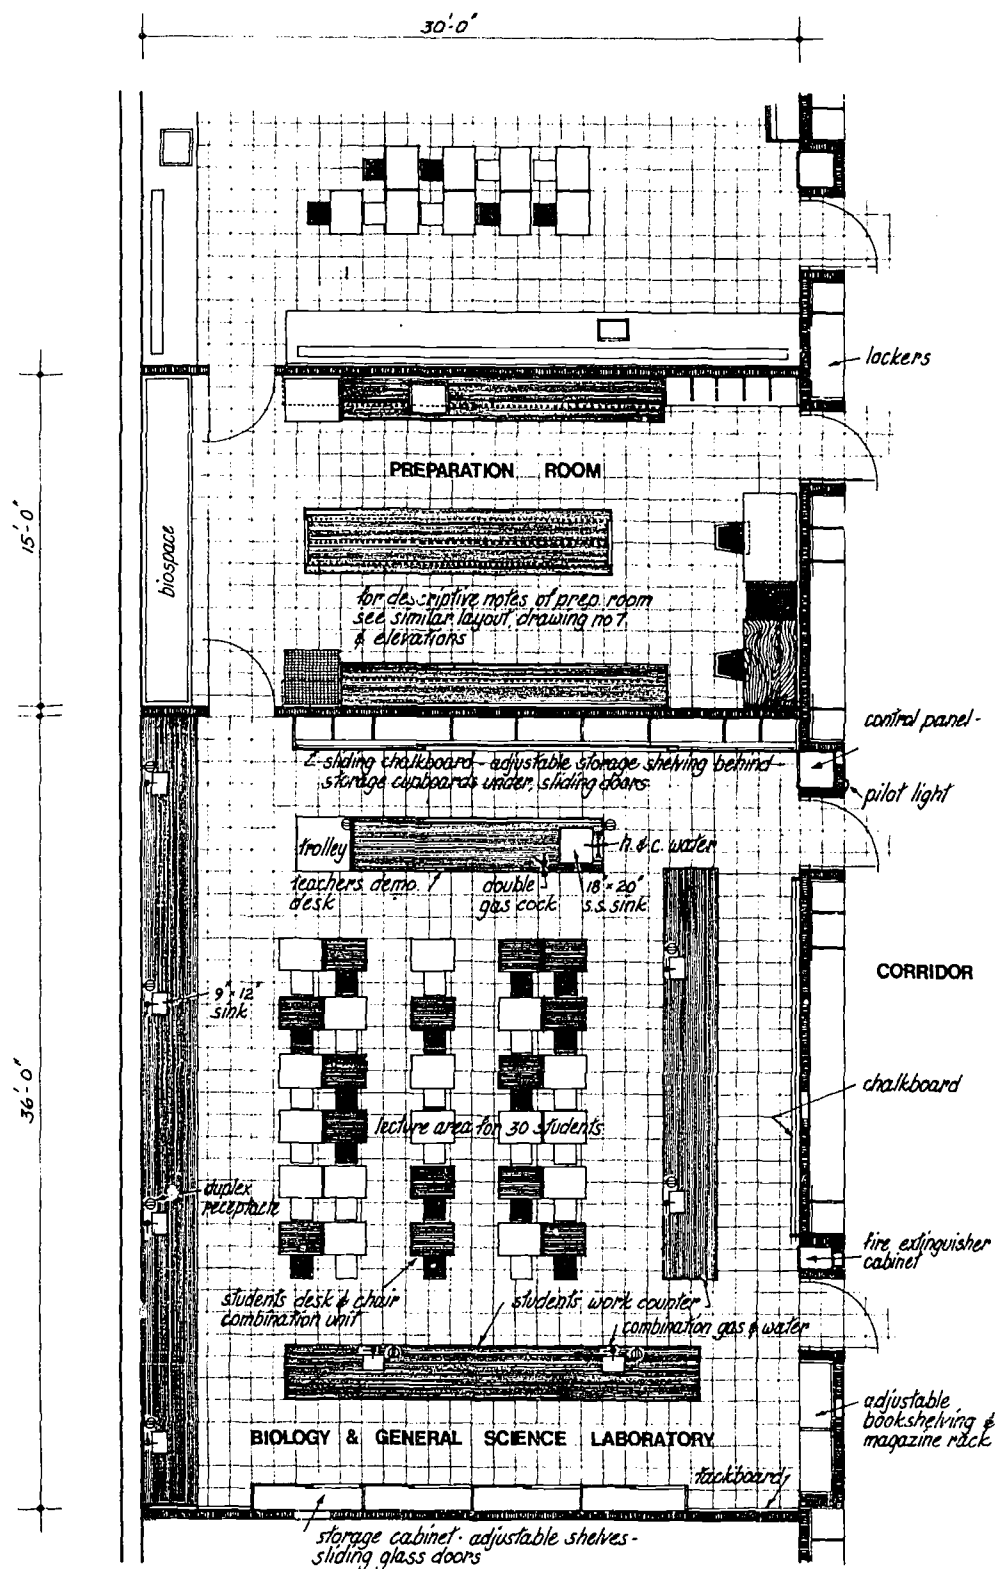 30'-0"
lockers
PREPARATION ROOM
15'-0"
biospace
for descriptive notes of prep room
see similar layout, drawing no 7
& elevations
control panel -
2 - sliding chalkboard - adjustable storage shelving behind
storage cupboards under, sliding doors
pilot light
trolley
h & c. water
teachers demo.
desk
double
gas cock
18" x 20"
s.s. sink
CORRIDOR
9" x 12"
sink
36'-0"
chalkboard
lecture area for 30 students
duplex
receptacle
fire extinguisher
cabinet
students desk & chair
combination unit
students work counter
combination gas & water
adjustable
bookshelving &
magazine rack
BIOLOGY & GENERAL SCIENCE LABORATORY
tackboard
storage cabinet - adjustable shelves -
sliding glass doors